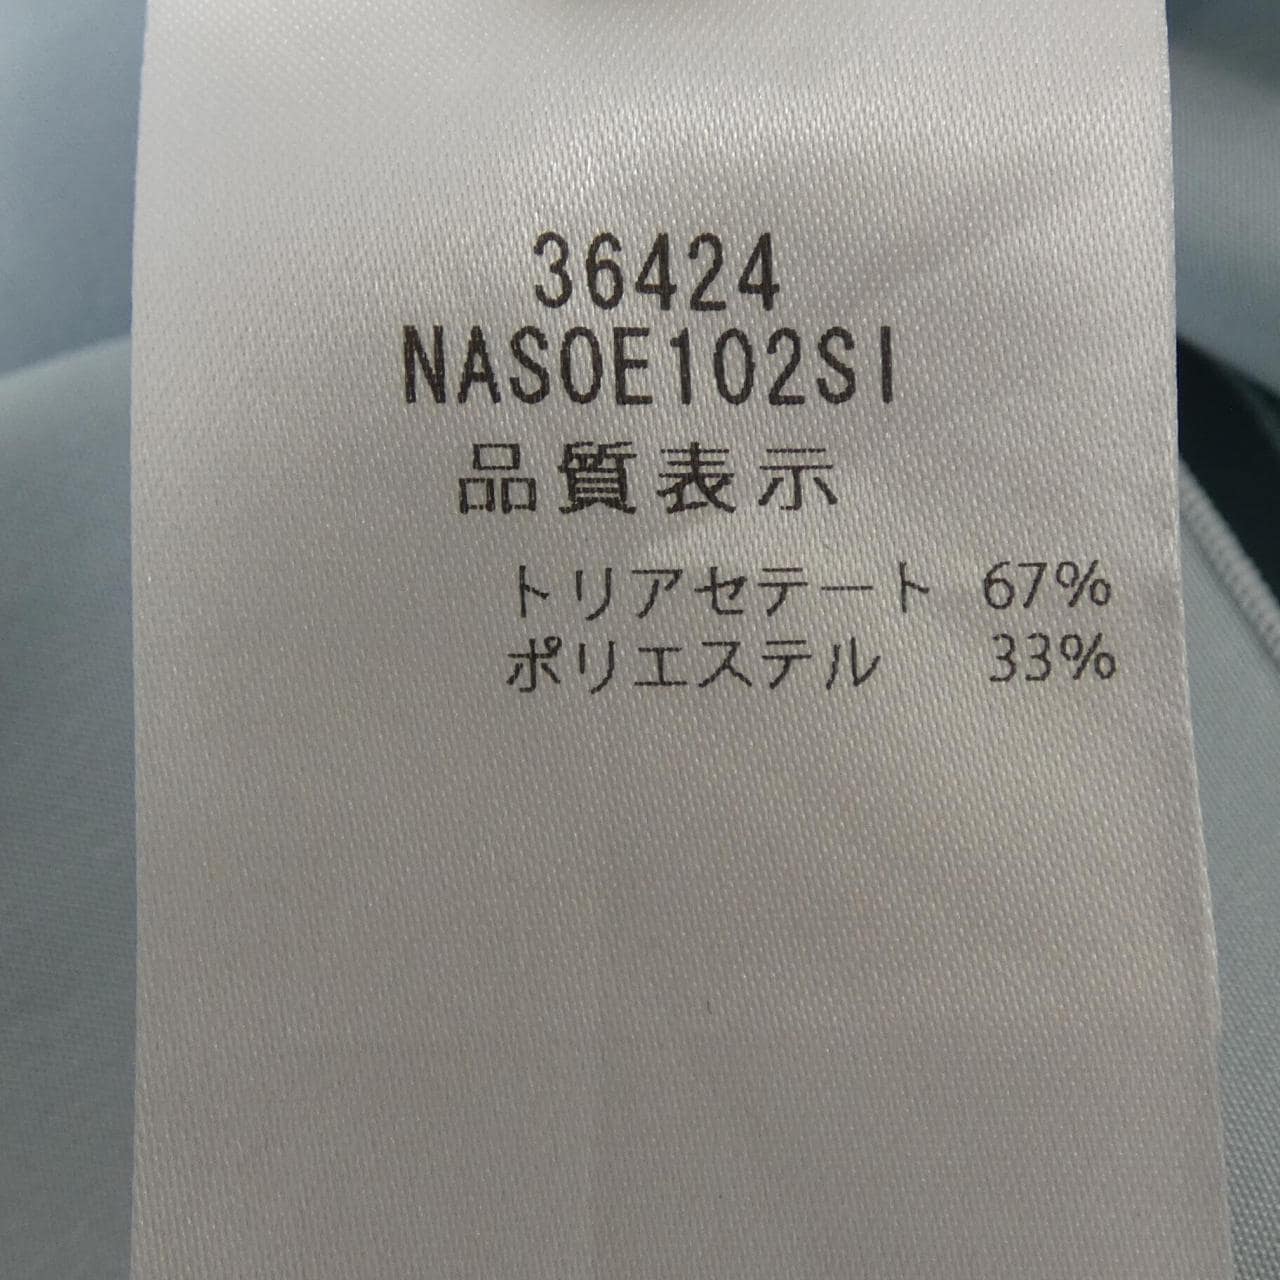 36424
NASOE102SI
品質表示
トリアセテート 67%
ポリエステル 33%